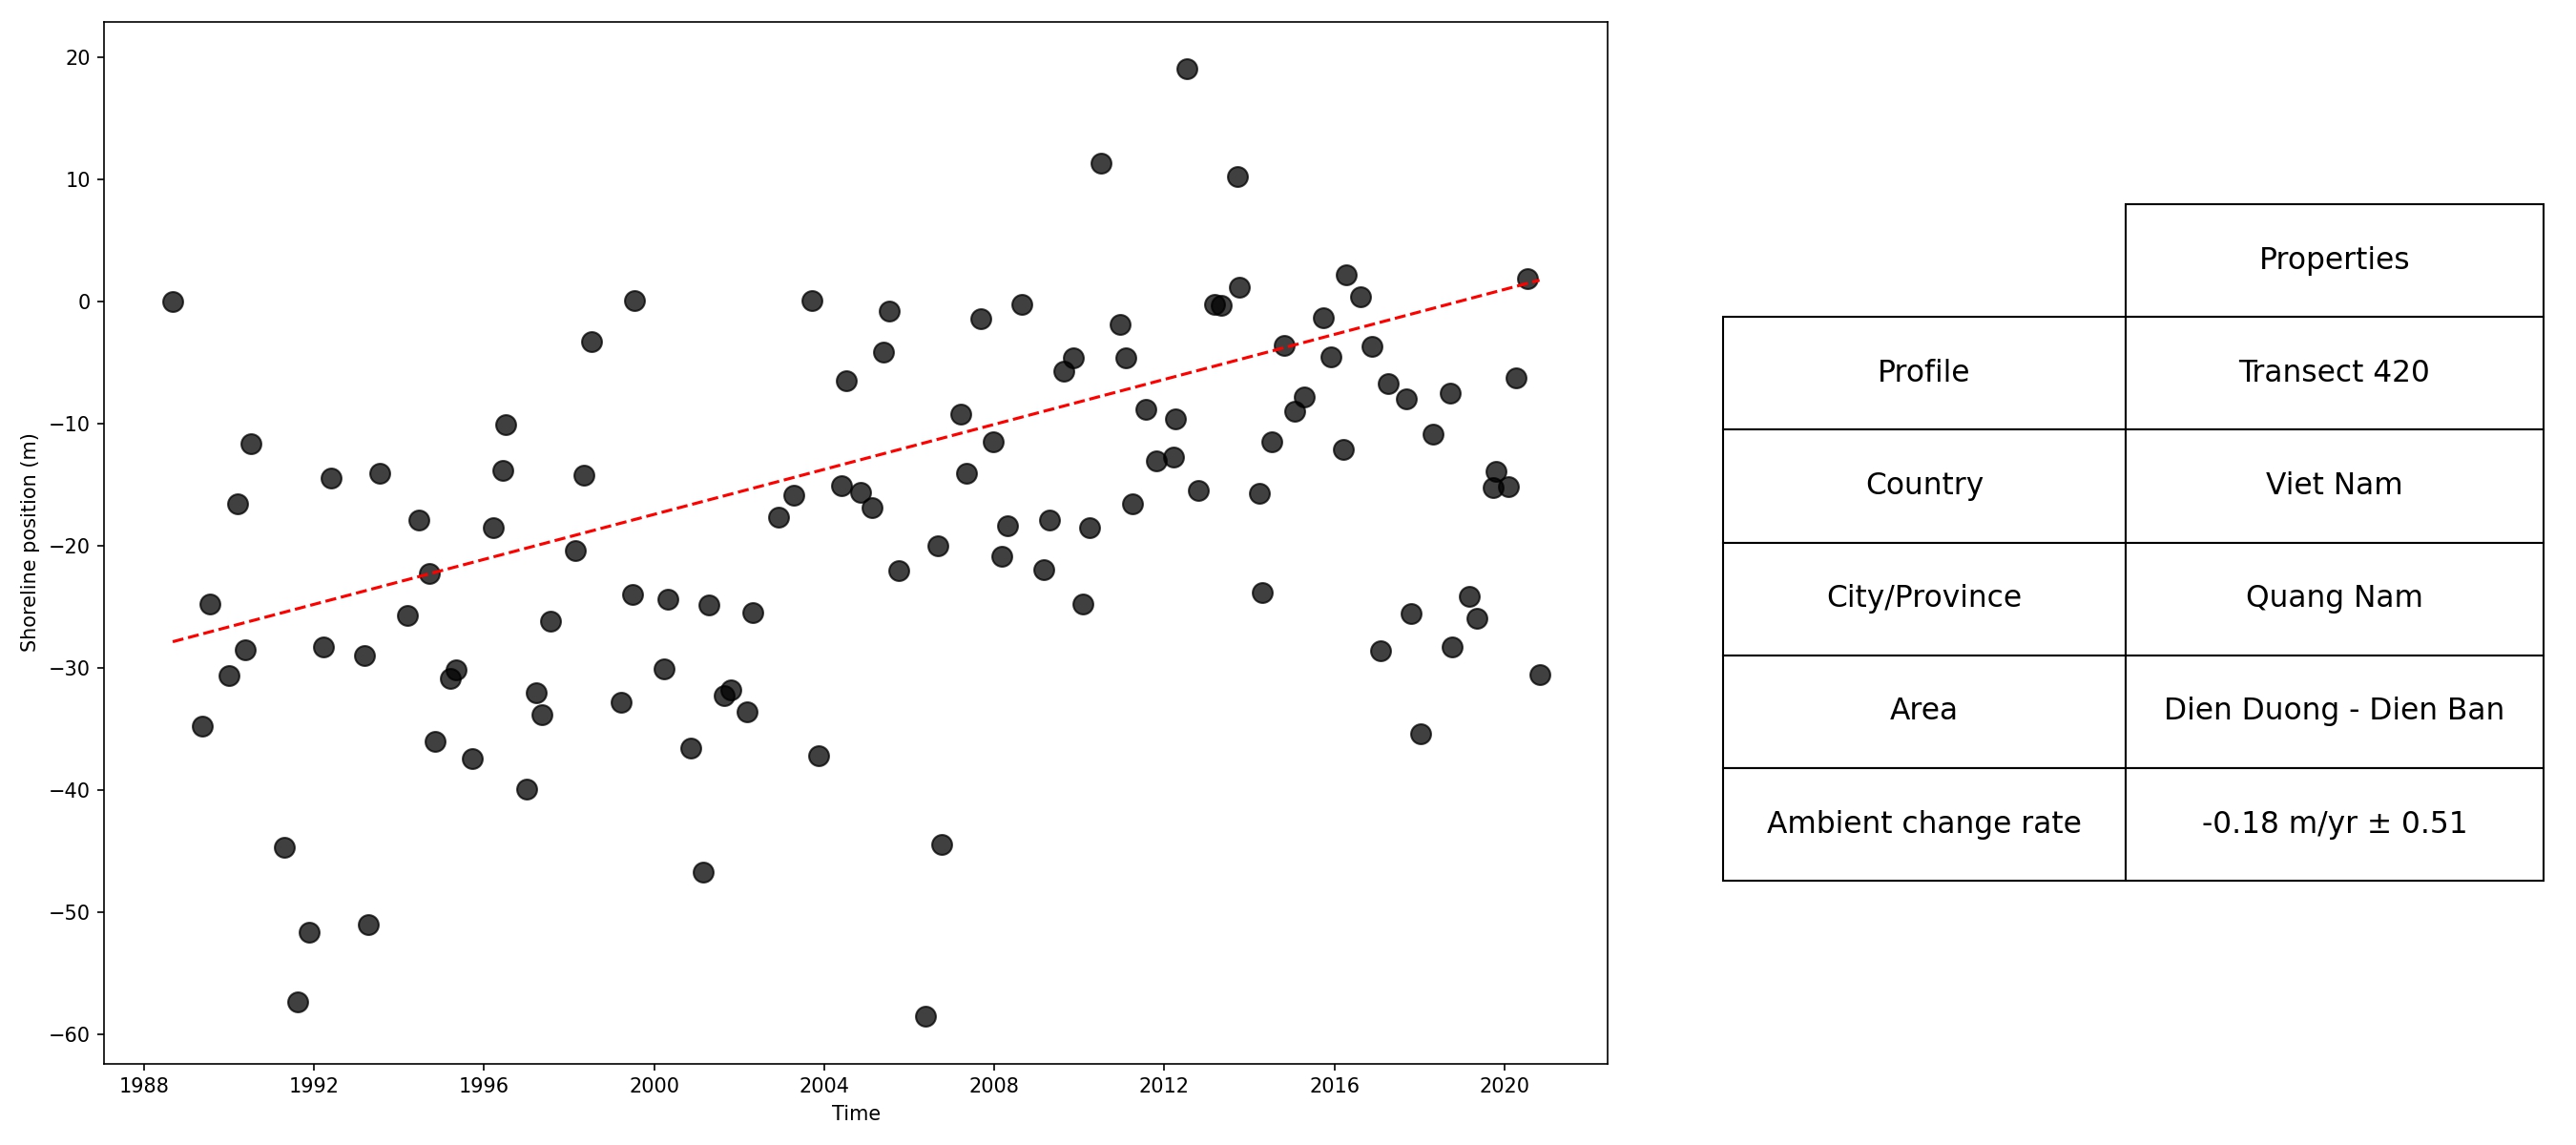 20
10
0
−10
−20
−30
−40
−50
−60
Shoreline position (m)
1988 1992 1996 2000 2004 2008 2012 2016 2020
Time
Properties
Profile Transect 420
Country Viet Nam
City/Province Quang Nam
Area Dien Duong - Dien Ban
Ambient change rate -0.18 m/yr ± 0.51